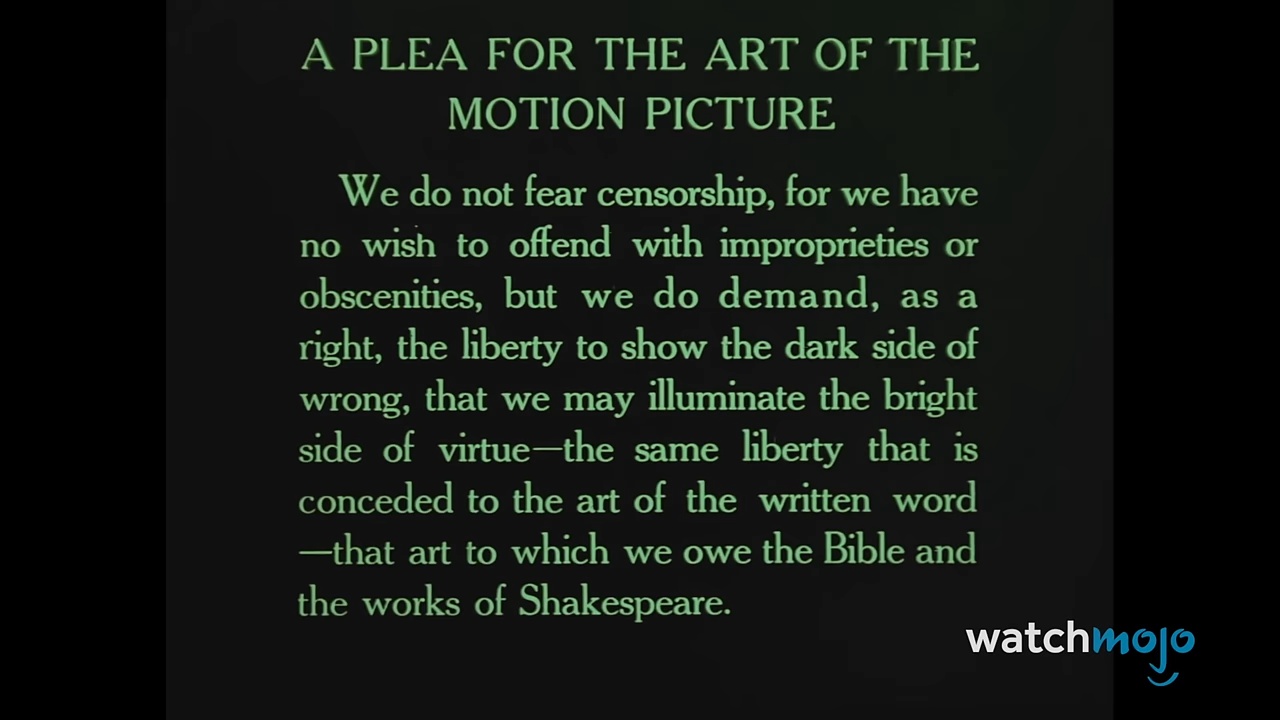 A PLEA FOR THE ART OF THE
MOTION PICTURE
We do not fear censorship, for we have
no wish to offend with improprieties or
obscenities, but we do demand, as a
right, the liberty to show the dark side of
wrong, that we may illuminate the bright
side of virtue—the same liberty that is
conceded to the art of the written word
—that art to which we owe the Bible and
the works of Shakespeare.
watchmojo